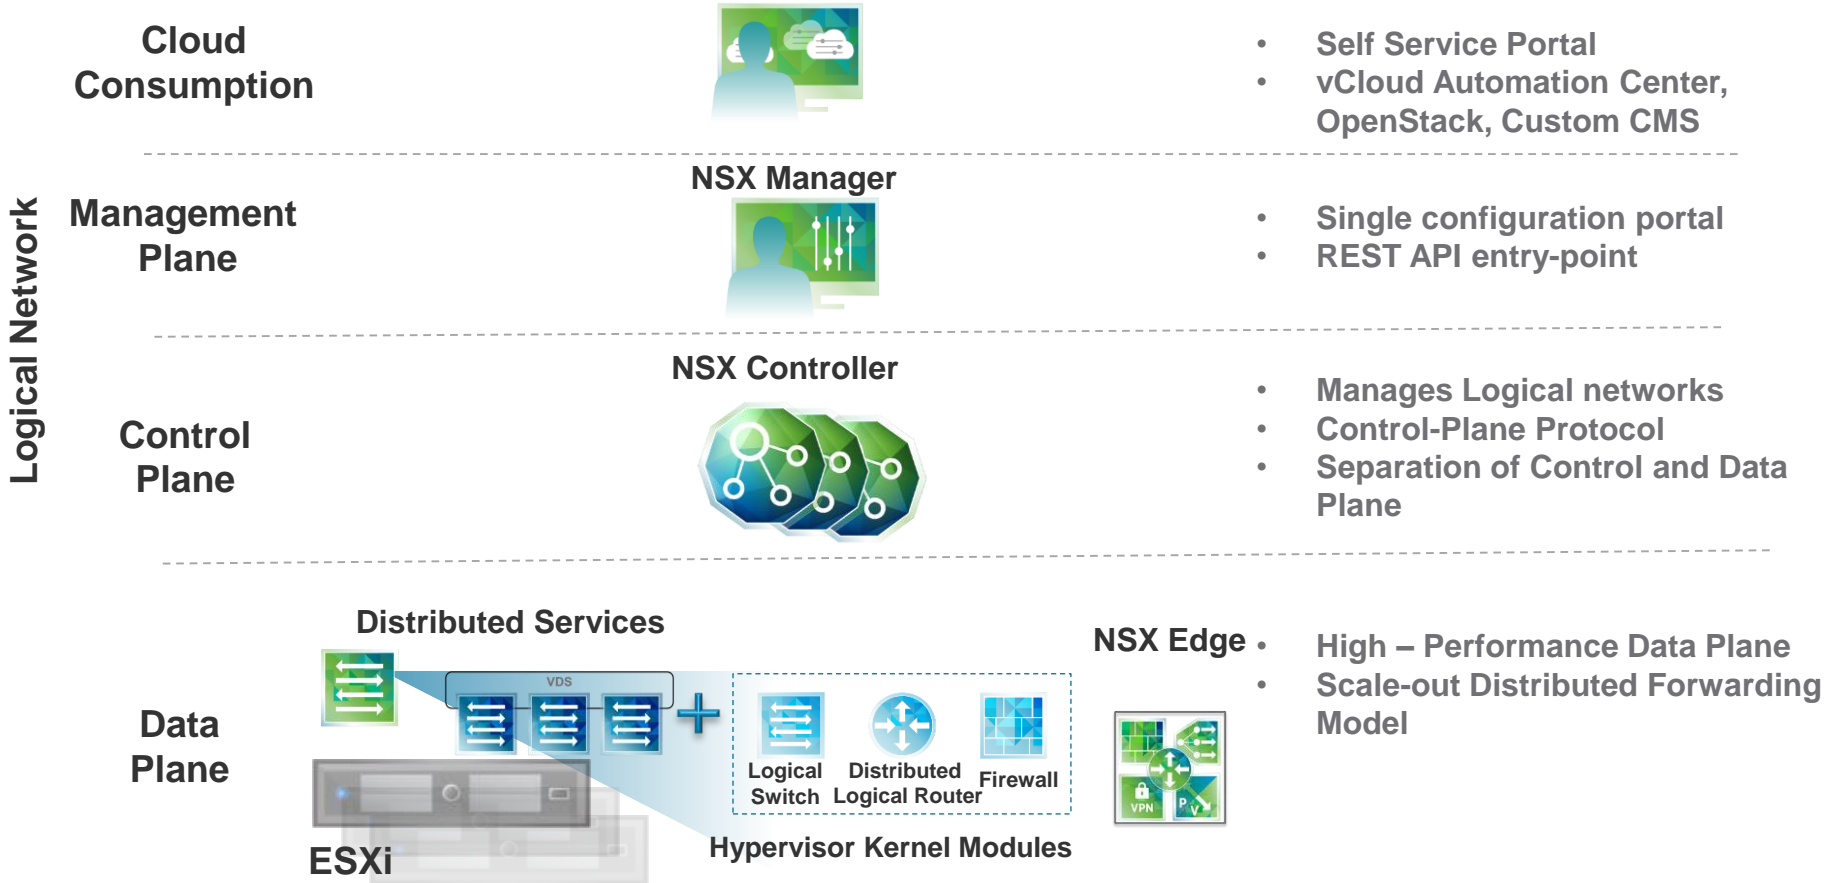 Logical Network
Cloud
Consumption
• Self Service Portal
• vCloud Automation Center,
OpenStack, Custom CMS
Management
Plane
NSX Manager
• Single configuration portal
• REST API entry-point
Control
Plane
NSX Controller
• Manages Logical networks
• Control-Plane Protocol
• Separation of Control and Data
Plane
Data
Plane
Distributed Services
VDS
Logical
Switch
Distributed
Logical Router
Firewall
Hypervisor Kernel Modules
ESXi
NSX Edge
VPN
P
V
• High – Performance Data Plane
• Scale-out Distributed Forwarding
Model